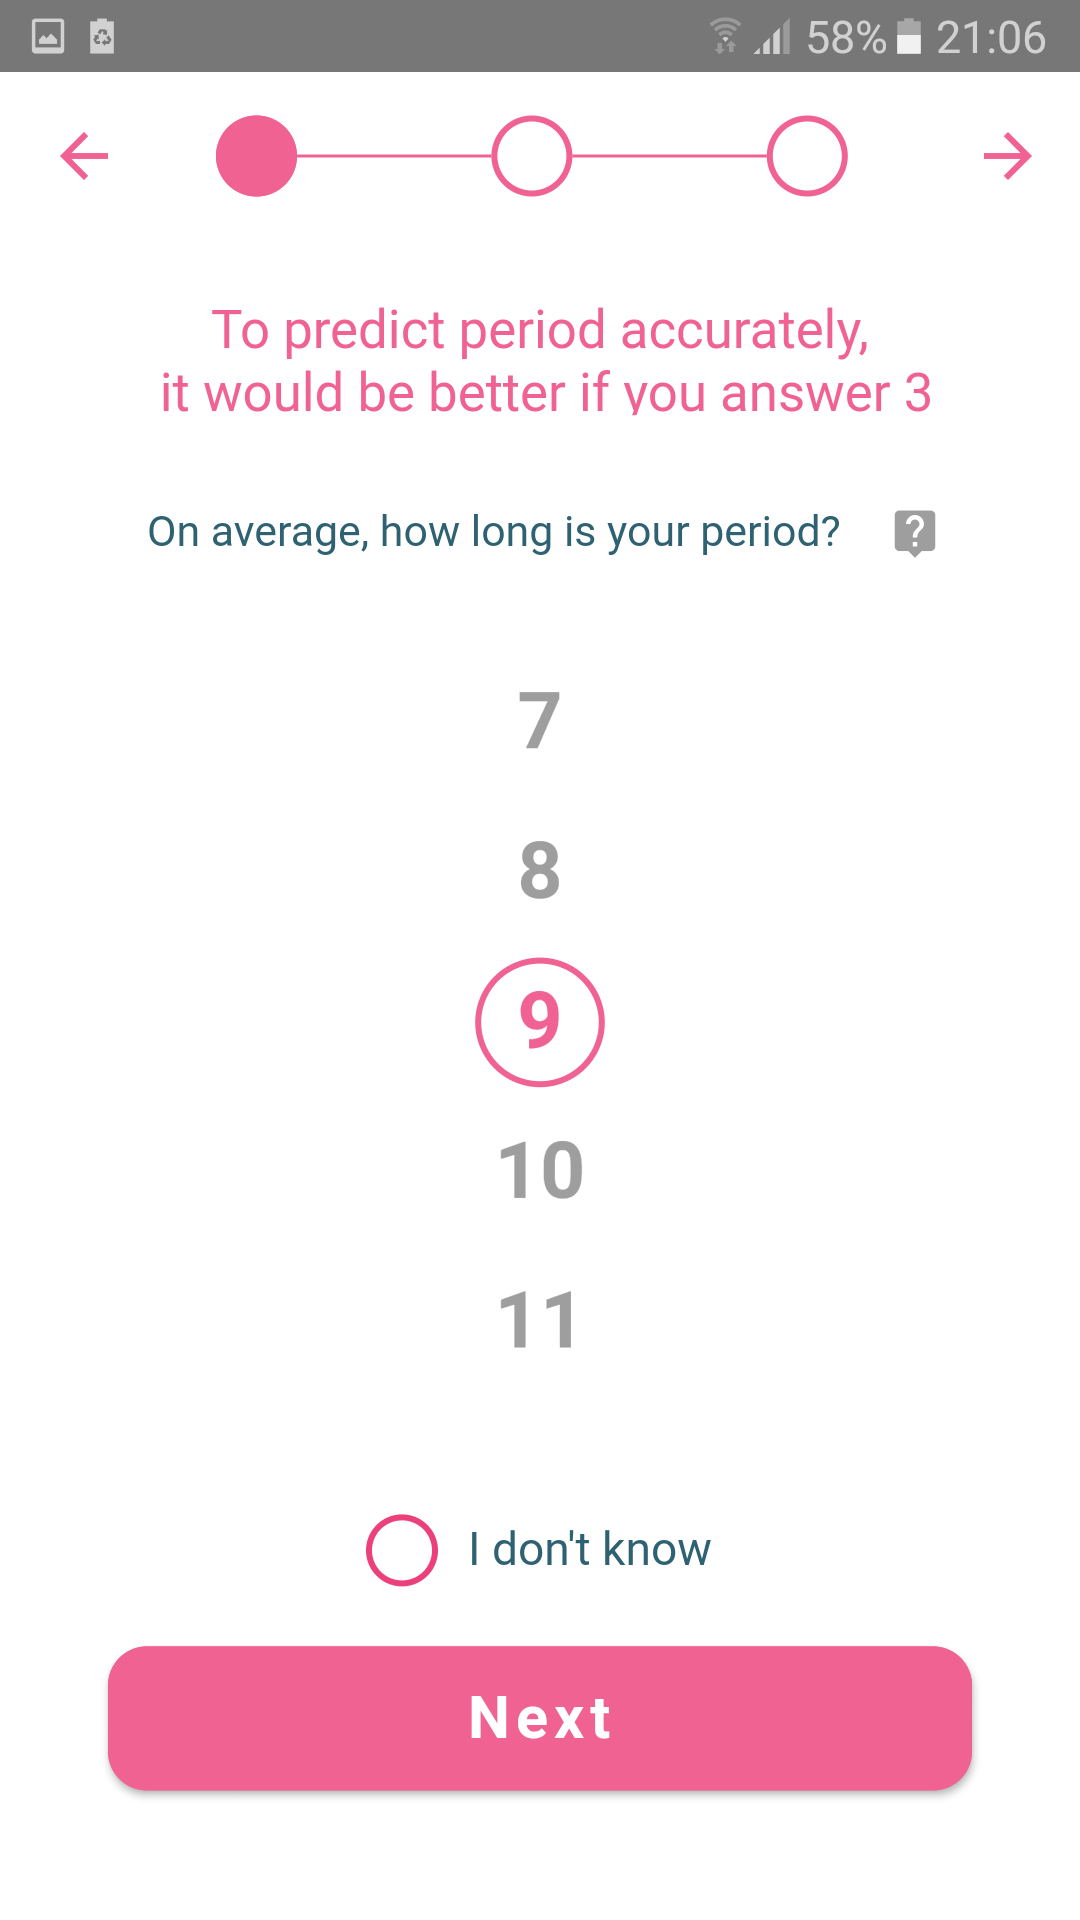 58% 21:06
To predict period accurately,
it would be better if you answer 3
On average, how long is your period?
7
8
9
10
11
I don't know
Next